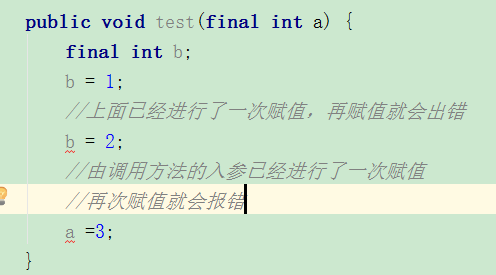 public void test(final int a) {
final int b;
b = 1;
//上面已经进行了一次赋值，再赋值就会出错
b = 2;
//由调用方法的入参已经进行了一次赋值
//再次赋值就会报错
a =3;
}